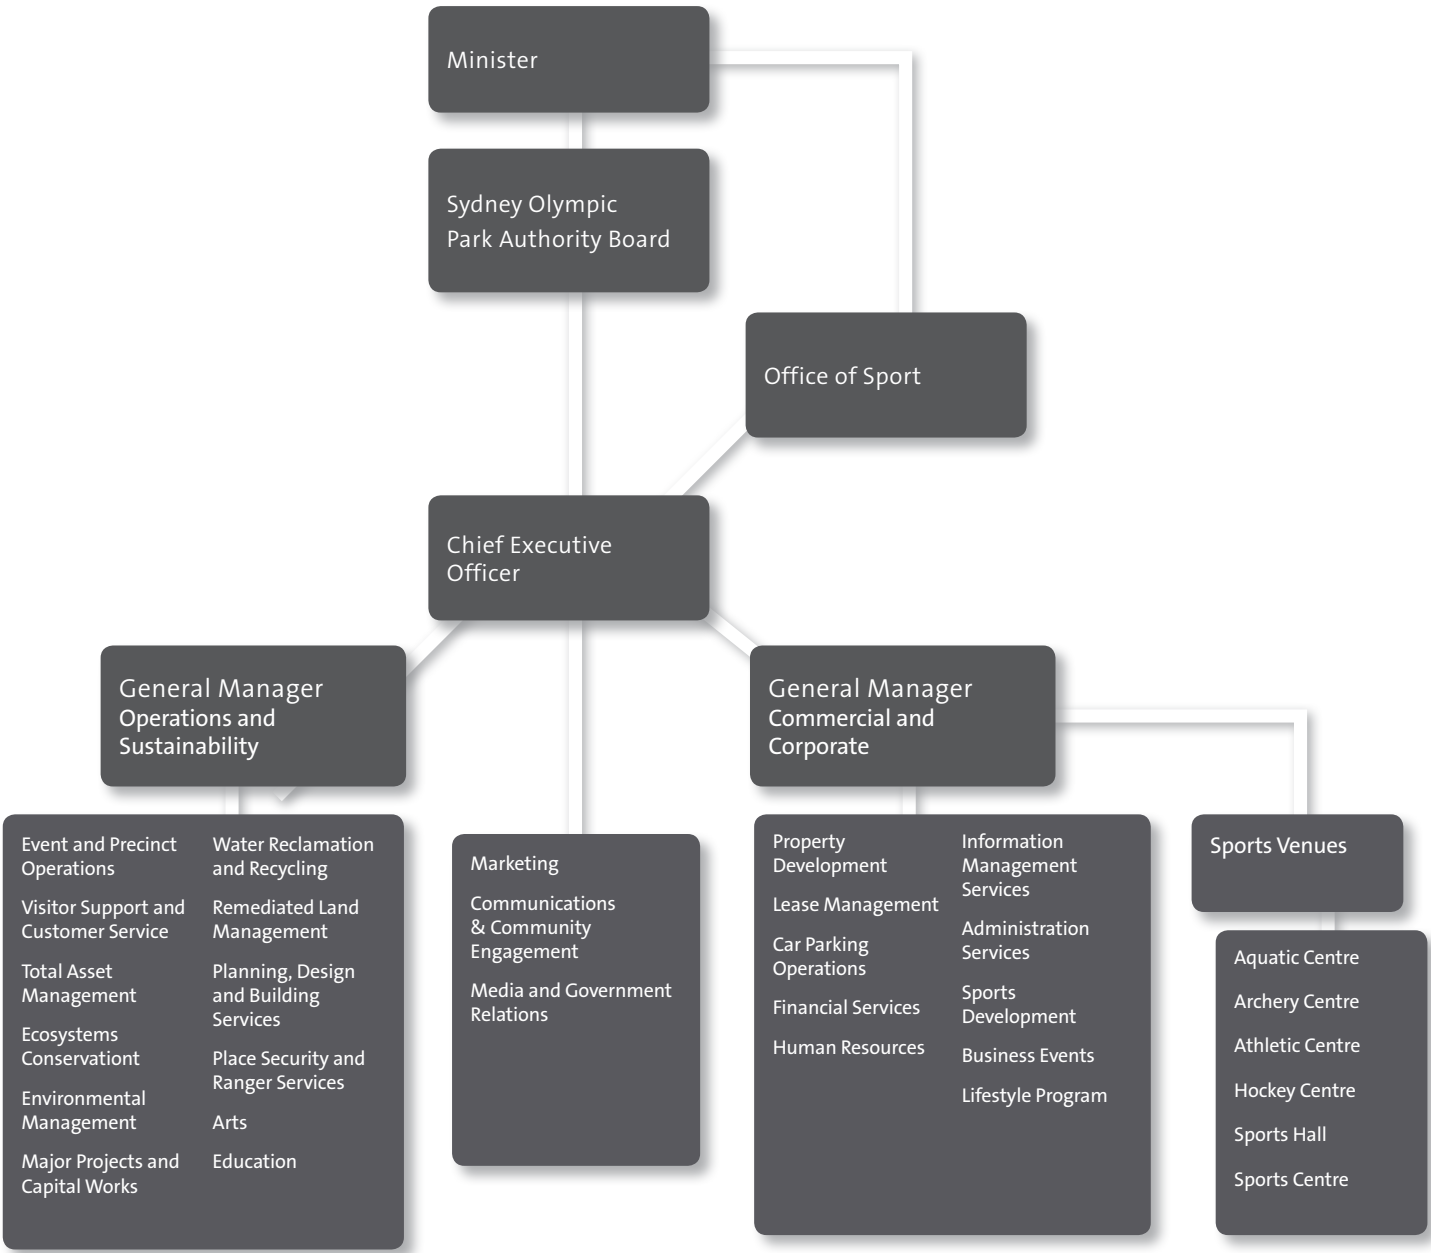 Minister
Sydney Olympic
Park Authority Board
Office of Sport
Chief Executive
Officer
General Manager
Operations and
Sustainability
General Manager
Commercial and
Corporate
Event and Precinct
Operations
Visitor Support and
Customer Service
Total Asset
Management
Ecosystems
Conservationt
Environmental
Management
Major Projects and
Capital Works
Water Reclamation
and Recycling
Remediated Land
Management
Planning, Design
and Building
Services
Place Security and
Ranger Services
Arts
Education
Marketing
Communications
& Community
Engagement
Media and Government
Relations
Property
Development
Lease Management
Car Parking
Operations
Financial Services
Human Resources
Information
Management
Services
Administration
Services
Sports
Development
Business Events
Lifestyle Program
Sports Venues
Aquatic Centre
Archery Centre
Athletic Centre
Hockey Centre
Sports Hall
Sports Centre